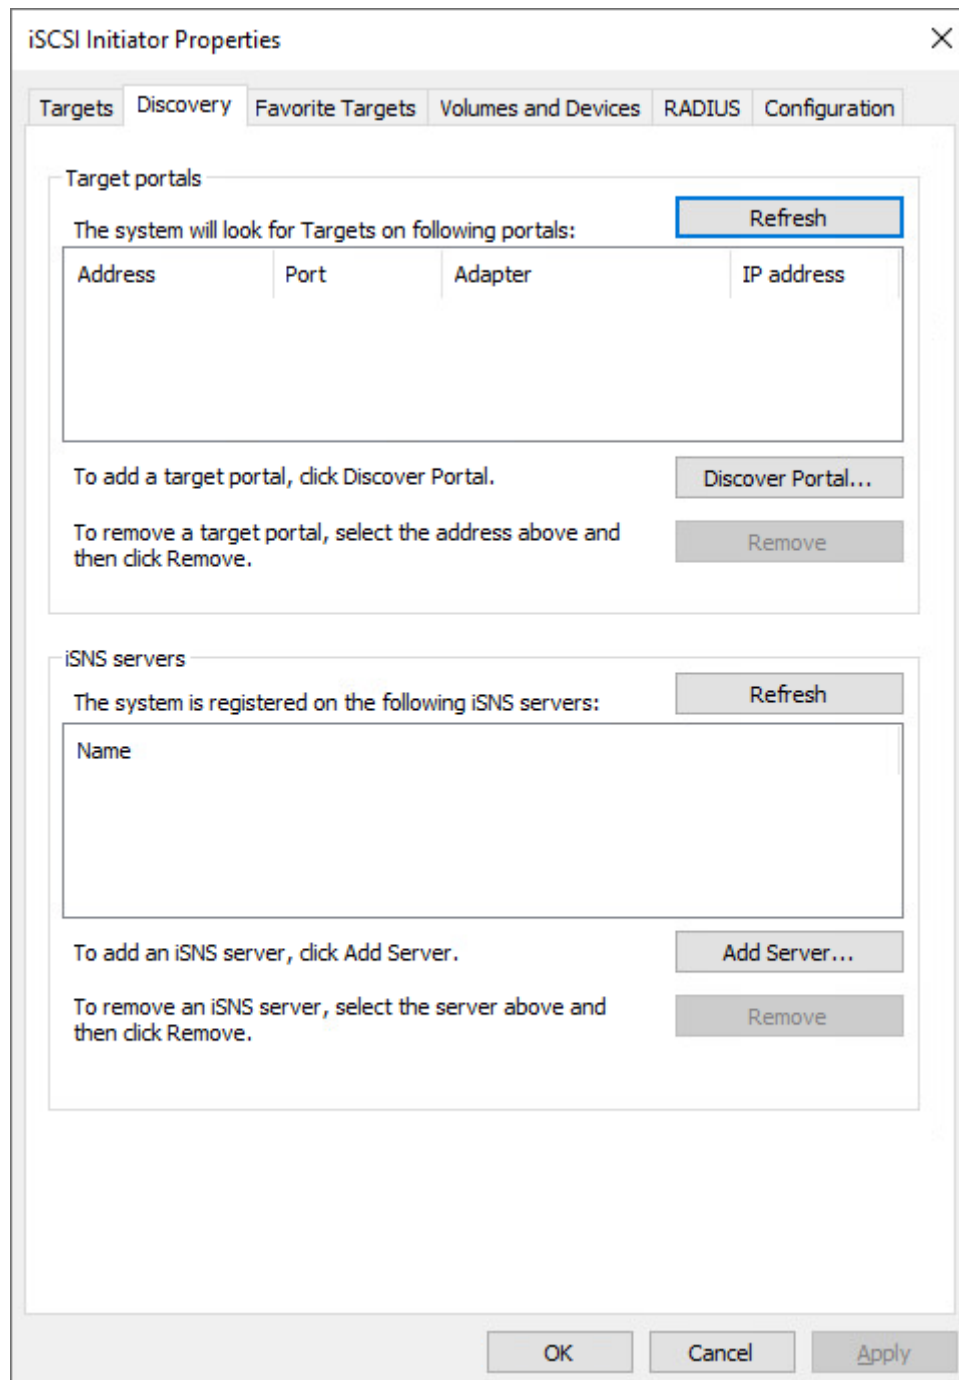 iSCSI Initiator Properties
Targets Discovery Favorite Targets Volumes and Devices RADIUS Configuration
Target portals
The system will look for Targets on following portals: Refresh
Address Port Adapter IP address
To add a target portal, click Discover Portal. Discover Portal...
To remove a target portal, select the address above and
then click Remove.
Remove
iSNS servers
The system is registered on the following iSNS servers: Refresh
Name
To add an iSNS server, click Add Server. Add Server...
To remove an iSNS server, select the server above and
then click Remove.
Remove
OK Cancel Apply